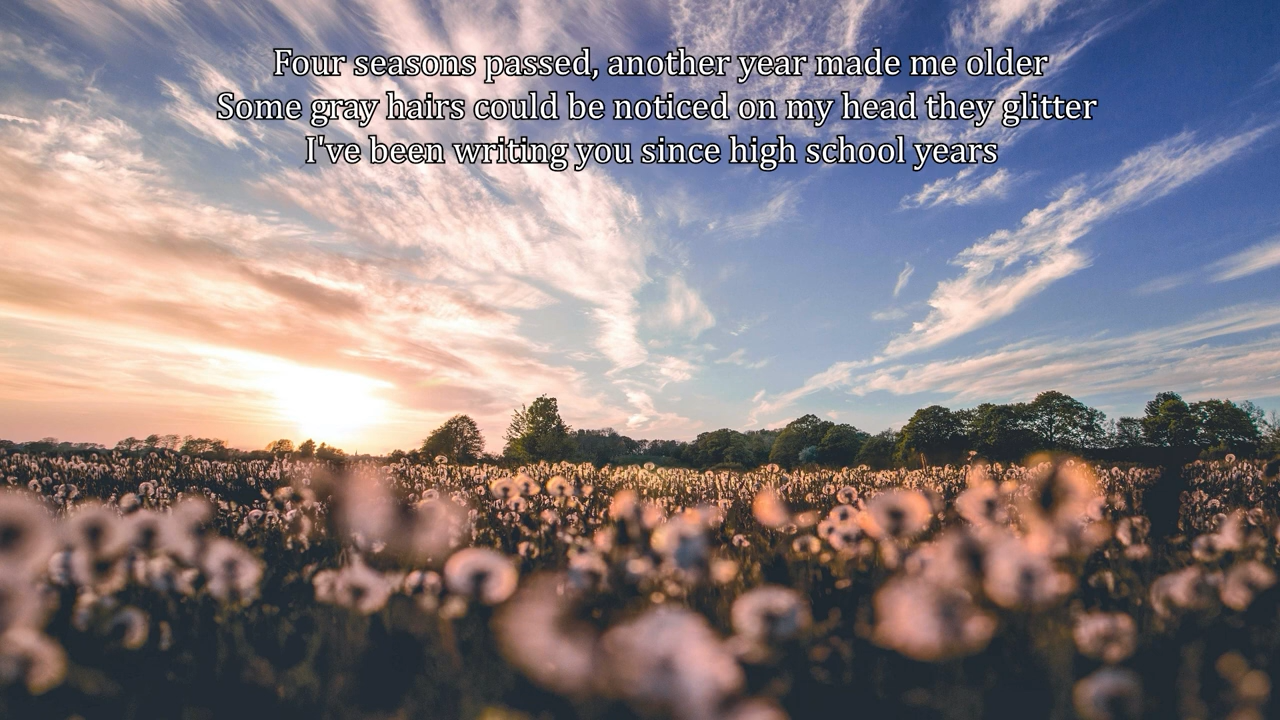 Four seasons passed, another year made me older
Some gray hairs could be noticed on my head they glitter
I've been writing you since high school years